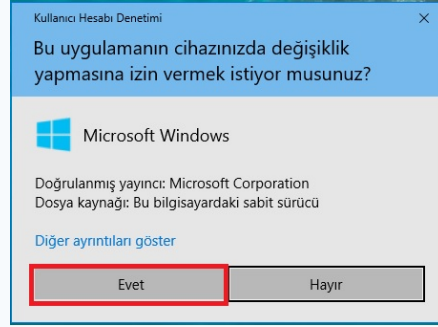 Kullanıcı Hesabı Denetimi
Bu uygulamanın cihazınızda değişiklik
yapmasına izin vermek istiyor musunuz?
Microsoft Windows
Doğrulanmış yayıncı: Microsoft Corporation
Dosya kaynağı: Bu bilgisayardaki sabit sürücü
Diğer ayrıntıları göster
Evet Hayır